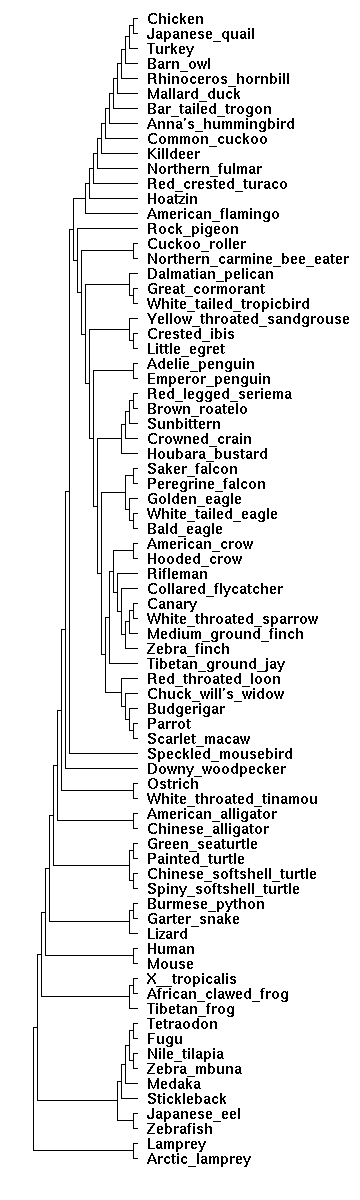 Chicken
Japanese_quail
Turkey
Barn_owl
Rhinoceros_hornbill
Mallard_duck
Bar_tailed_trogon
Anna's_hummingbird
Common_cuckoo
Killdeer
Northern_fulmar
Red_crested_turaco
Hoatzin
American_flamingo
Rock_pigeon
Cuckoo_roller
Northern_carmine_bee_eater
Dalmatian_pelican
Great_cormorant
White_tailed_tropicbird
Yellow_throated_sandgrouse
Crested_ibis
Little_egret
Adelie_penguin
Emperor_penguin
Red_legged_seriema
Brown_roatelo
Sunbittern
Crowned_crain
Houbara_bustard
Saker_falcon
Peregrine_falcon
Golden_eagle
White_tailed_eagle
Bald_eagle
American_crow
Hooded_crow
Rifleman
Collared_flycatcher
Canary
White_throated_sparrow
Medium_ground_finch
Zebra_finch
Tibetan_ground_jay
Red_throated_loon
Chuck_will's_widow
Budgerigar
Parrot
Scarlet_macaw
Speckled_mousebird
Downy_woodpecker
Ostrich
White_throated_tinamou
American_alligator
Chinese_alligator
Green_seaturtle
Painted_turtle
Chinese_softshell_turtle
Spiny_softshell_turtle
Burmese_python
Garter_snake
Lizard
Human
Mouse
X__tropicalis
African_clawed_frog
Tibetan_frog
Tetraodon
Fugu
Nile_tilapia
Zebra_mbuna
Medaka
Stickleback
Japanese_eel
Zebrafish
Lamprey
Arctic_lamprey